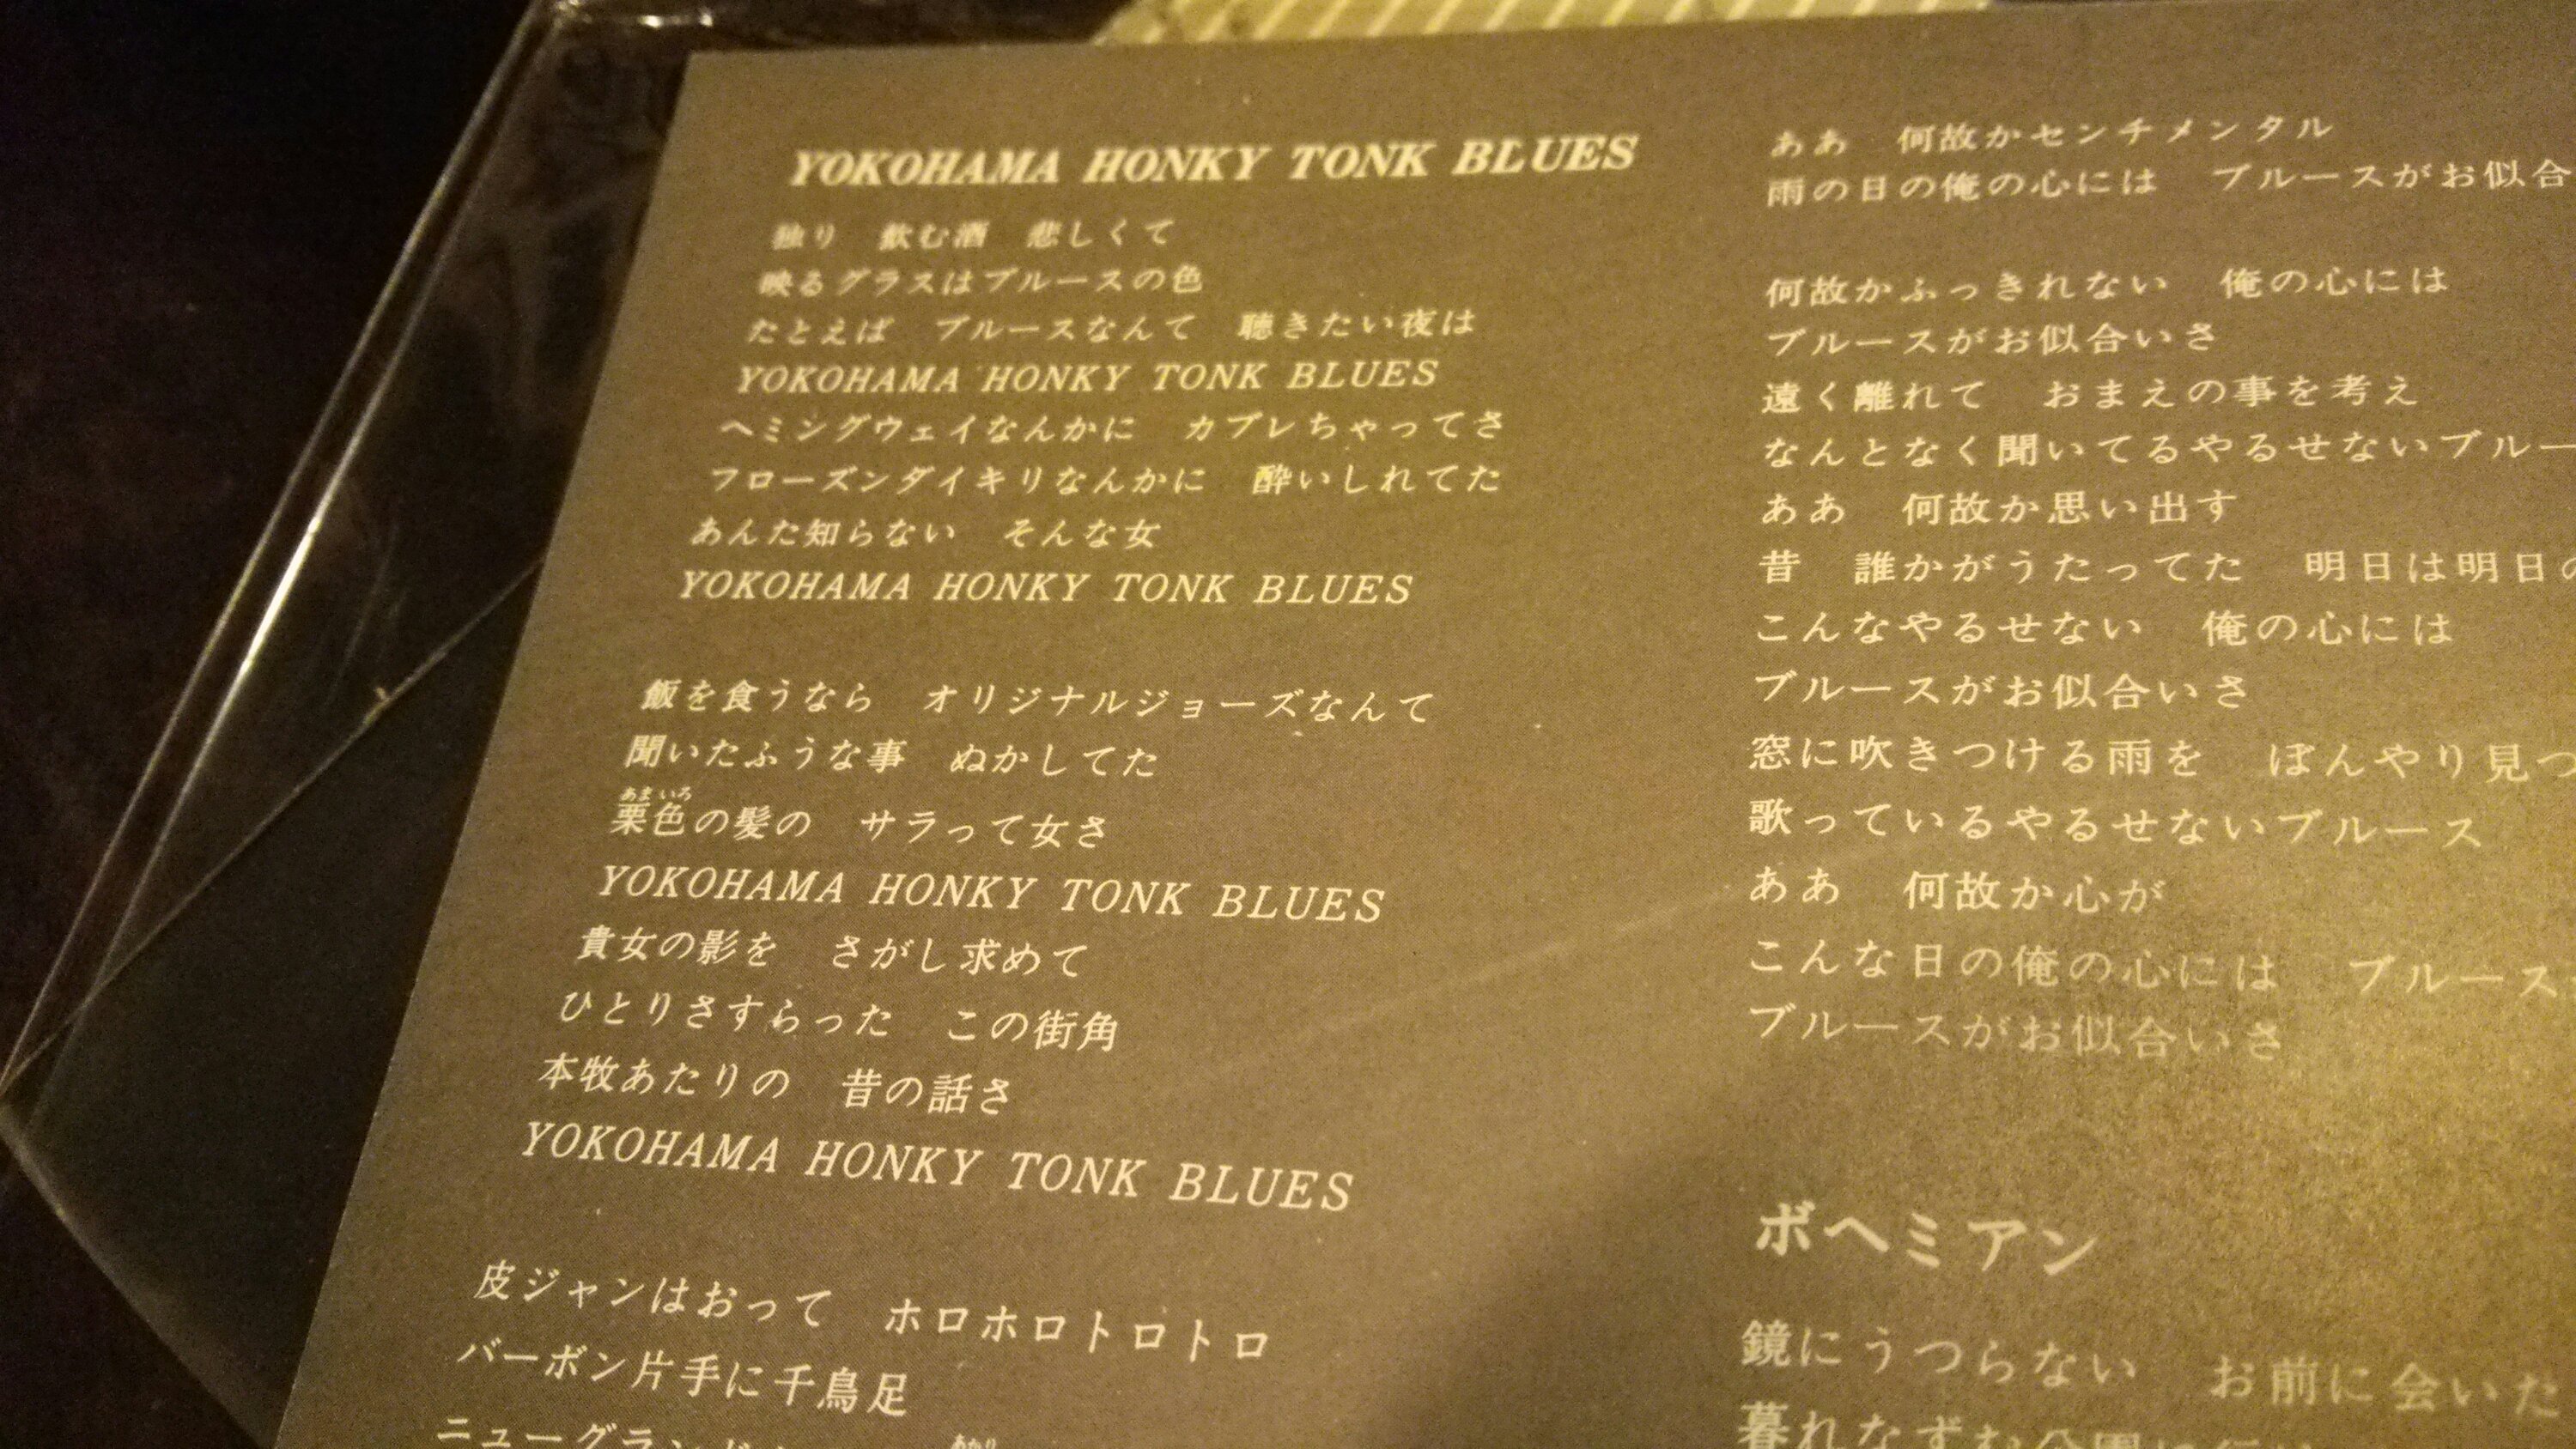 YOKOHAMA HONKY TONK BLUES
独り　飲む酒　悲しくて
映るグラスはブルースの色
たとえば　ブルースなんて　聴きたい夜は
YOKOHAMA HONKY TONK BLUES
ヘミングウェイなんかに　カブレちゃってさ
フローズンダイキリなんかに　酔いしれてた
あんた知らない　そんな女
YOKOHAMA HONKY TONK BLUES
飯を食うなら　オリジナルジョーズなんて
聞いたふうな事　ぬかしてた
あまいろ
栗色の髪の　サラって女さ
YOKOHAMA HONKY TONK BLUES
貴女の影を　さがし求めて
ひとりさすらった　この街角
本牧あたりの　昔の話さ
YOKOHAMA HONKY TONK BLUES
皮ジャンはおって　ホロホロトロトロ
バーボン片手に千鳥足
ニューグランド
ああ　何故かセンチメンタル
雨の日の俺の心には　ブルースがお似合
何故かふっきれない　俺の心には
ブルースがお似合いさ
遠く離れて　おまえの事を考え
なんとなく聞いてるやるせないブルー
ああ　何故か思い出す
昔　誰かがうたってた　明日は明日の
こんなやるせない　俺の心には
ブルースがお似合いさ
窓に吹きつける雨を　ぼんやり見つ
歌っているやるせないブルース
ああ　何故か心が
こんな日の俺の心には　ブルース
ブルースがお似合いさ
ボヘミアン
鏡にうつらない　お前に会いた
暮れなずむ公園に